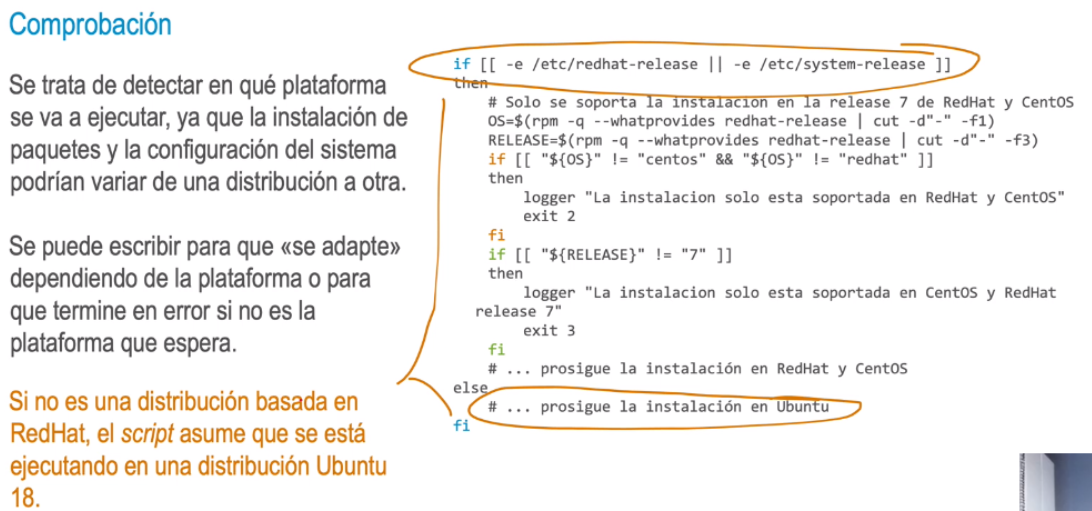 Comprobación
Se trata de detectar en qué plataforma
se va a ejecutar, ya que la instalación de
paquetes y la configuración del sistema
podrían variar de una distribución a otra.
Se puede escribir para que «se adapte»
dependiendo de la plataforma o para
que termine en error si no es la
plataforma que espera.
Si no es una distribución basada en
RedHat, el script asume que se está
ejecutando en una distribución Ubuntu
18.
if [[ -e /etc/redhat-release || -e /etc/system-release ]]
then
# Solo se soporta la instalacion en la release 7 de RedHat y CentOS
OS=$(rpm -q --whatprovides redhat-release | cut -d"-" -f1)
RELEASE=$(rpm -q --whatprovides redhat-release | cut -d"-" -f3)
if [[ "${OS}" != "centos" && "${OS}" != "redhat" ]]
then
logger "La instalacion solo esta soportada en RedHat y CentOS"
exit 2
fi
if [[ "${RELEASE}" != "7" ]]
then
logger "La instalacion solo esta soportada en CentOS y RedHat
release 7"
exit 3
fi
# ... prosigue la instalación en RedHat y CentOS
else
# ... prosigue la instalación en Ubuntu
fi